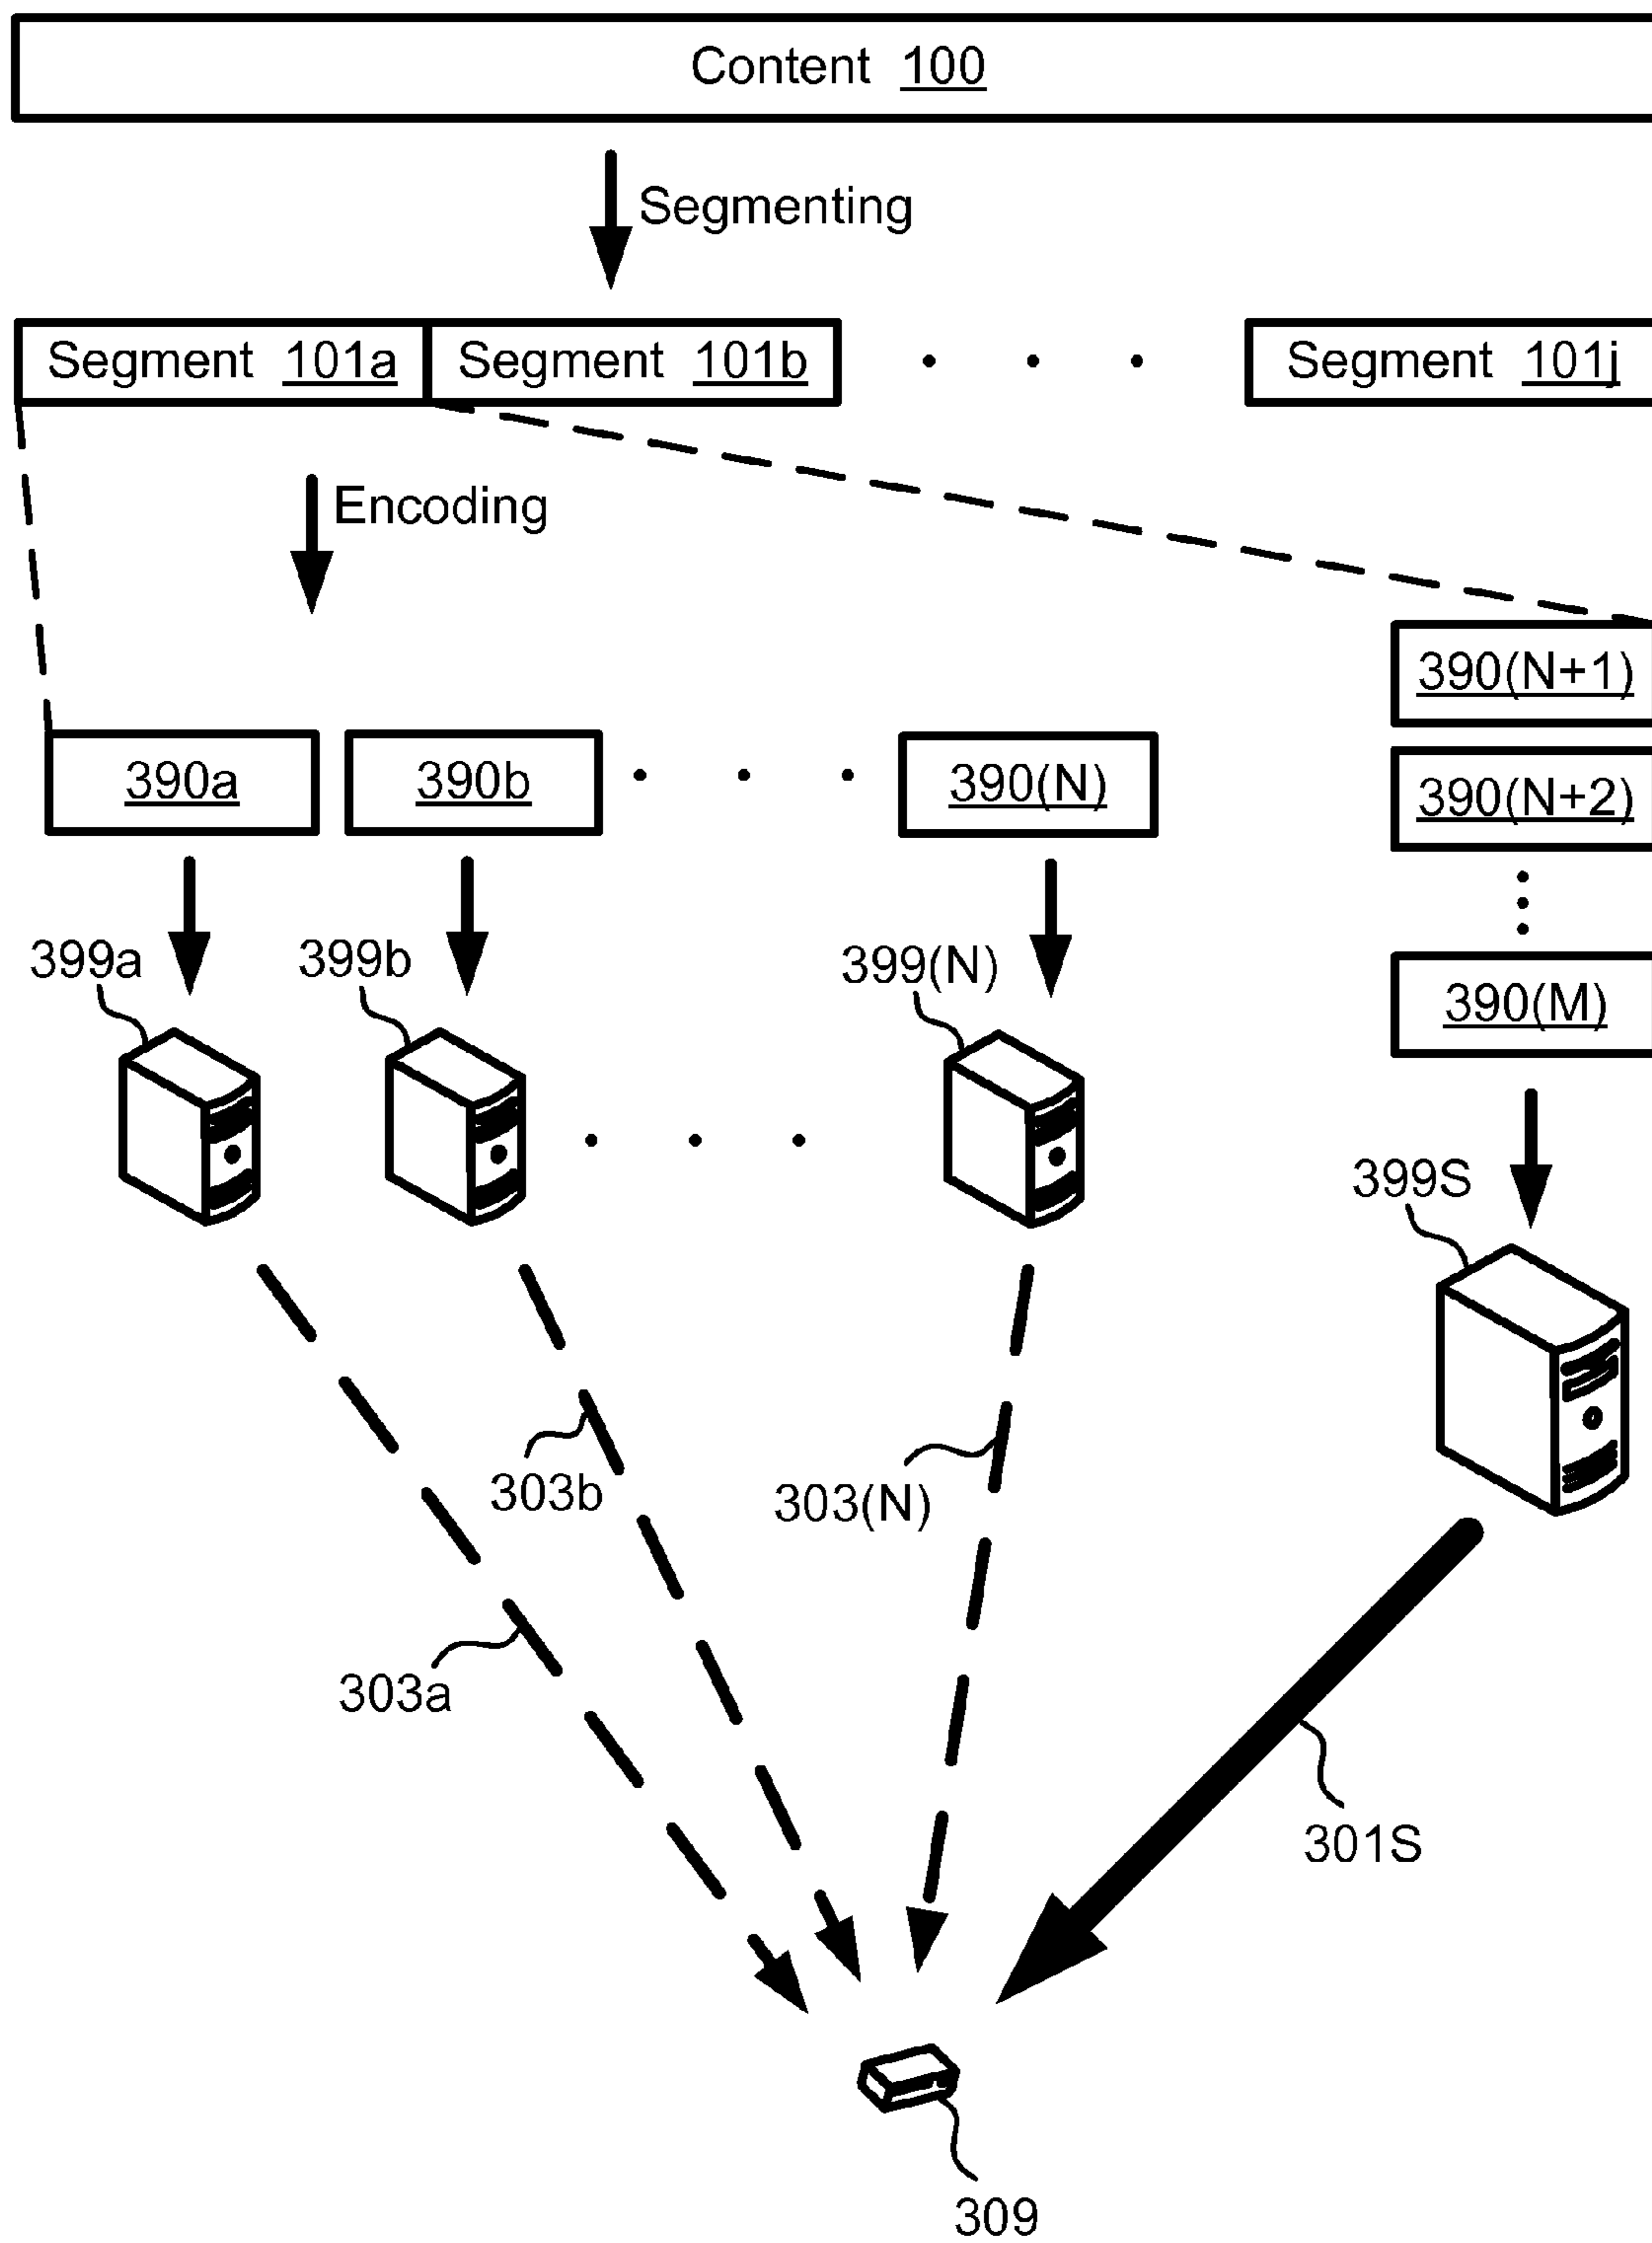 Content 100
Segmenting
Segment 101a Segment 101b Segment 101j
Encoding
390(N+1)
390a 390b 390(N) 390(N+2)
399a 399b 399(N) 390(M)
399S
303b 303(N)
303a
301S
309